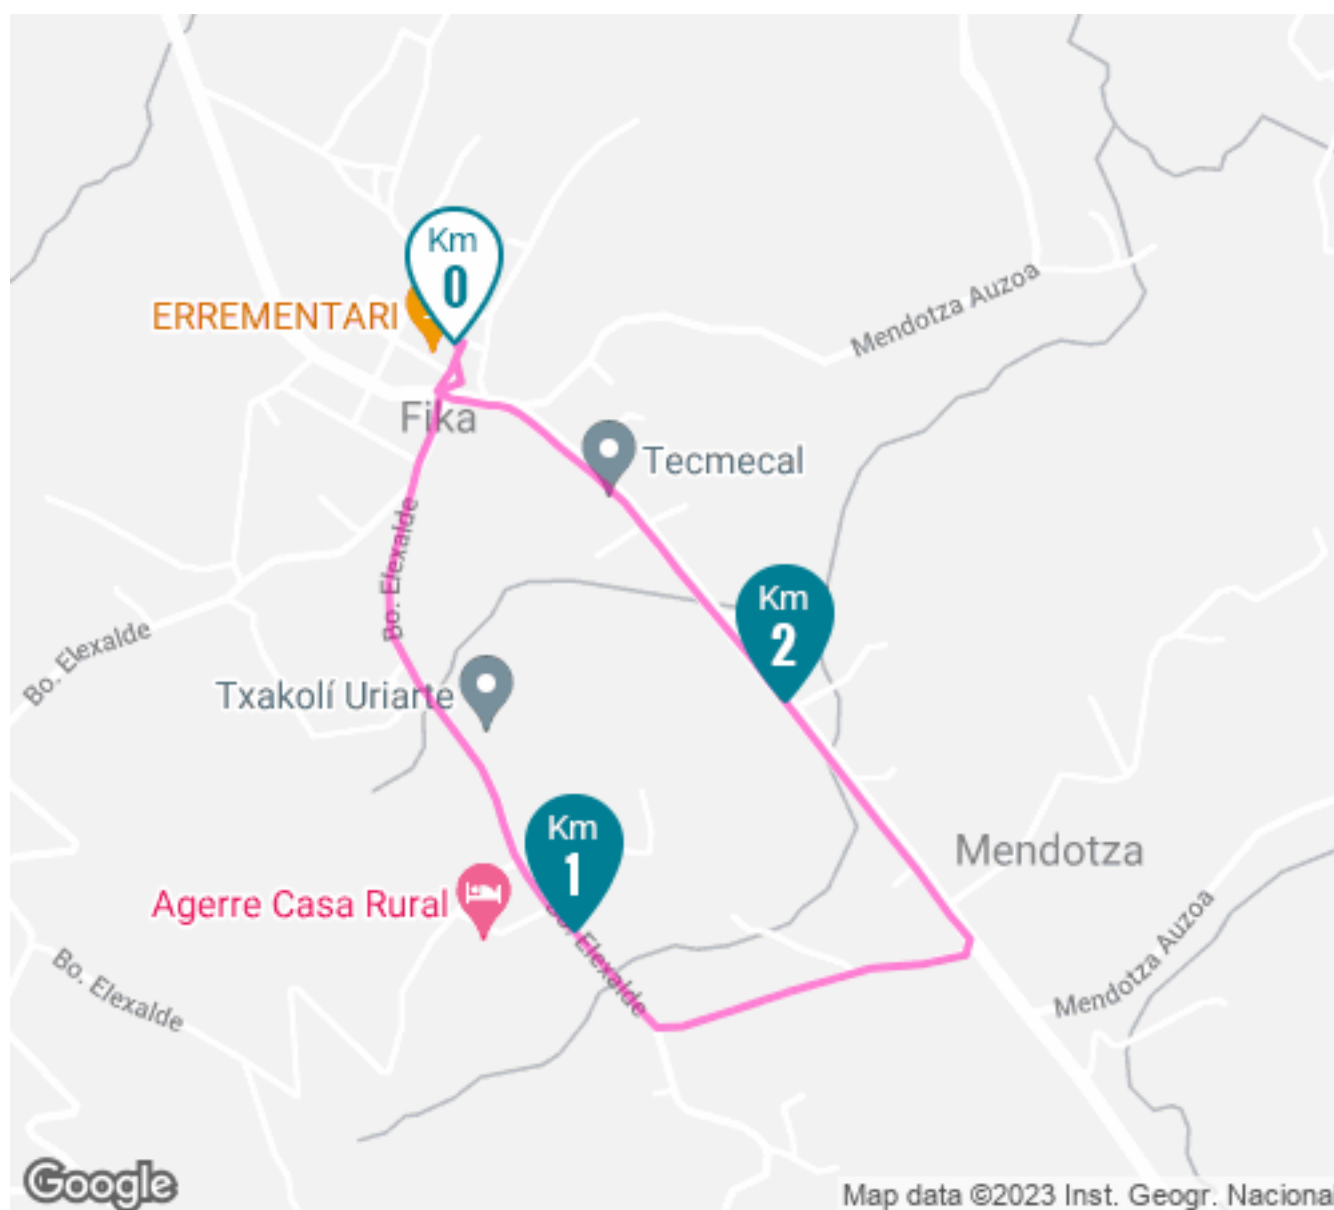 Km
0
ERREMENTARI
Mendotza Auzoa
Fika
Tecmecal
Bo. Elexalde
Km
2
Bo. Elexalde
Txakolí Uriarte
Km
1
Mendotza
Agerre Casa Rural
Bo. Elexalde
Bo. Elexalde
Mendotza Auzoa
Google
Map data ©2023 Inst. Geogr. Nacional